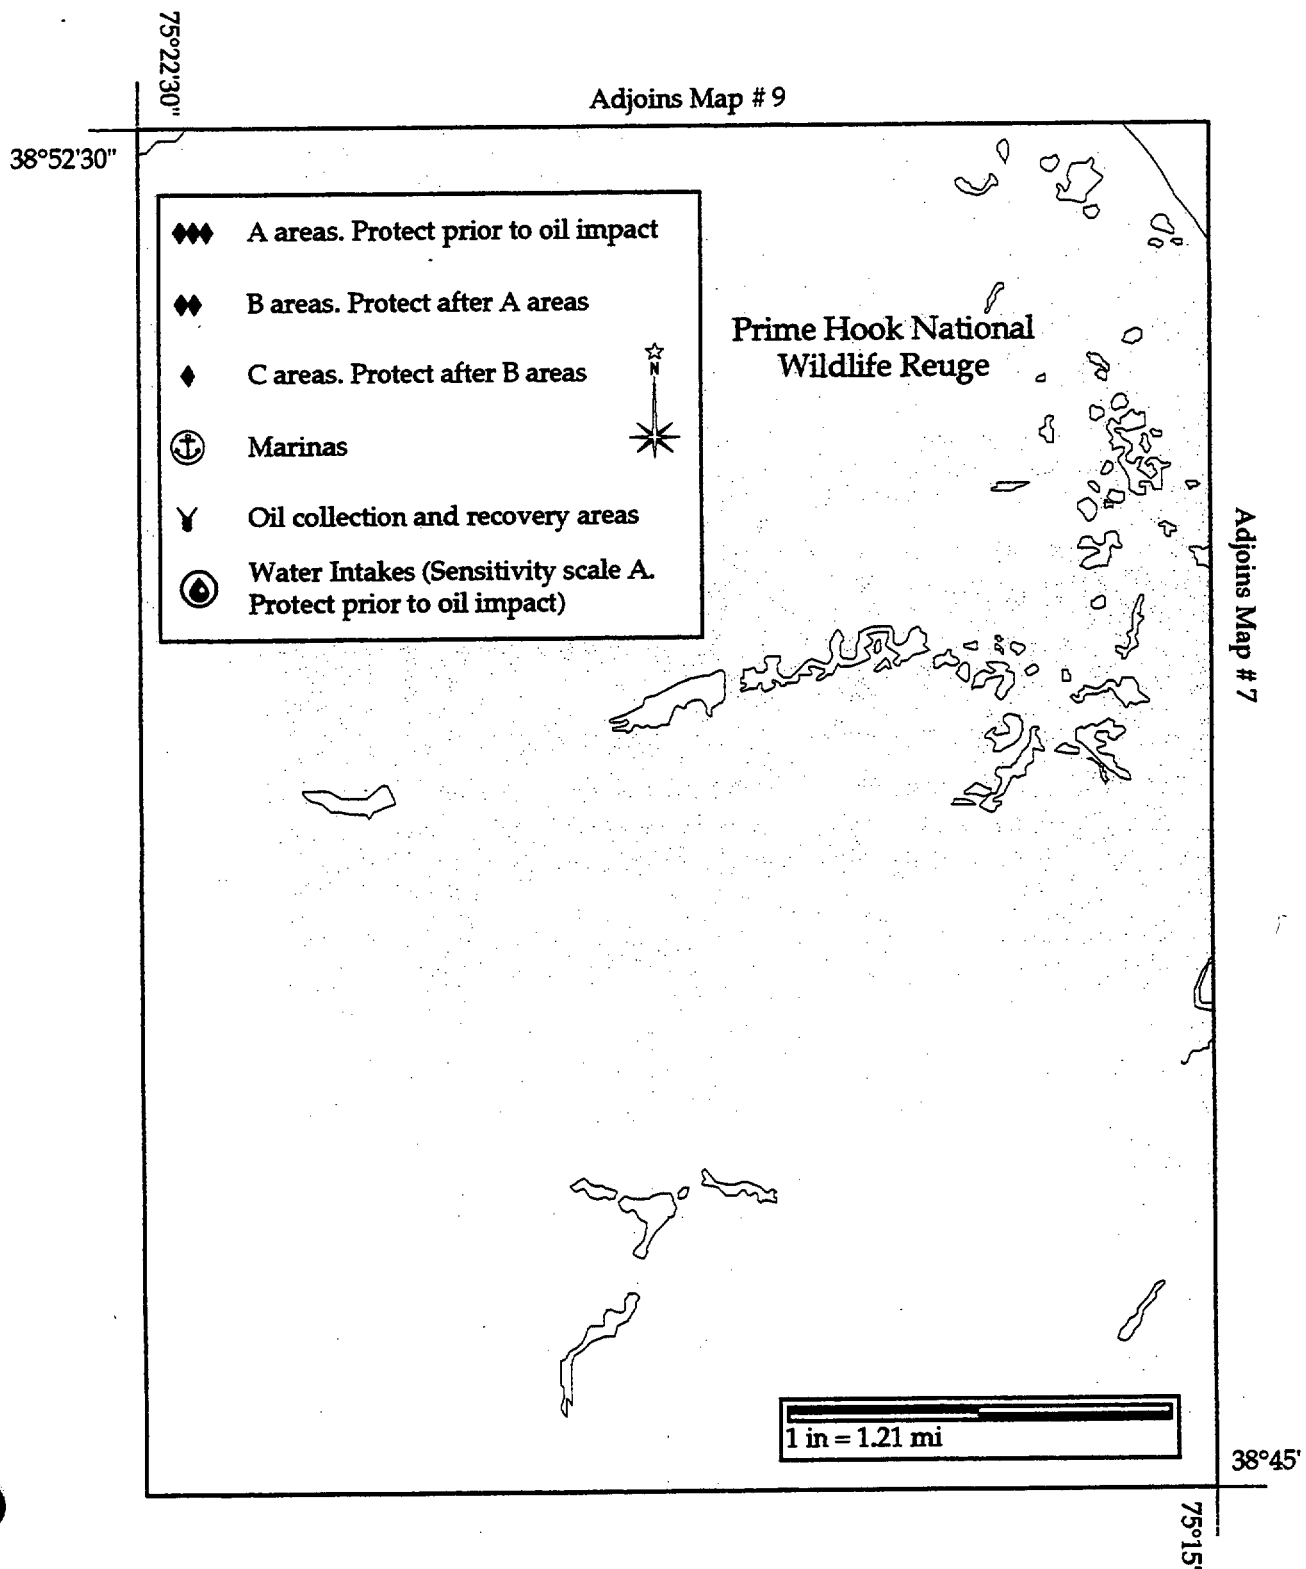 75°22'30"
Adjoins Map # 9
38°52'30"
A areas. Protect prior to oil impact
B areas. Protect after A areas
C areas. Protect after B areas
N
Marinas
Oil collection and recovery areas
Water Intakes (Sensitivity scale A.
Protect prior to oil impact)
Prime Hook National
Wildlife Reuge
Adjoins Map # 7
1 in = 1.21 mi
38°45'
75°15'